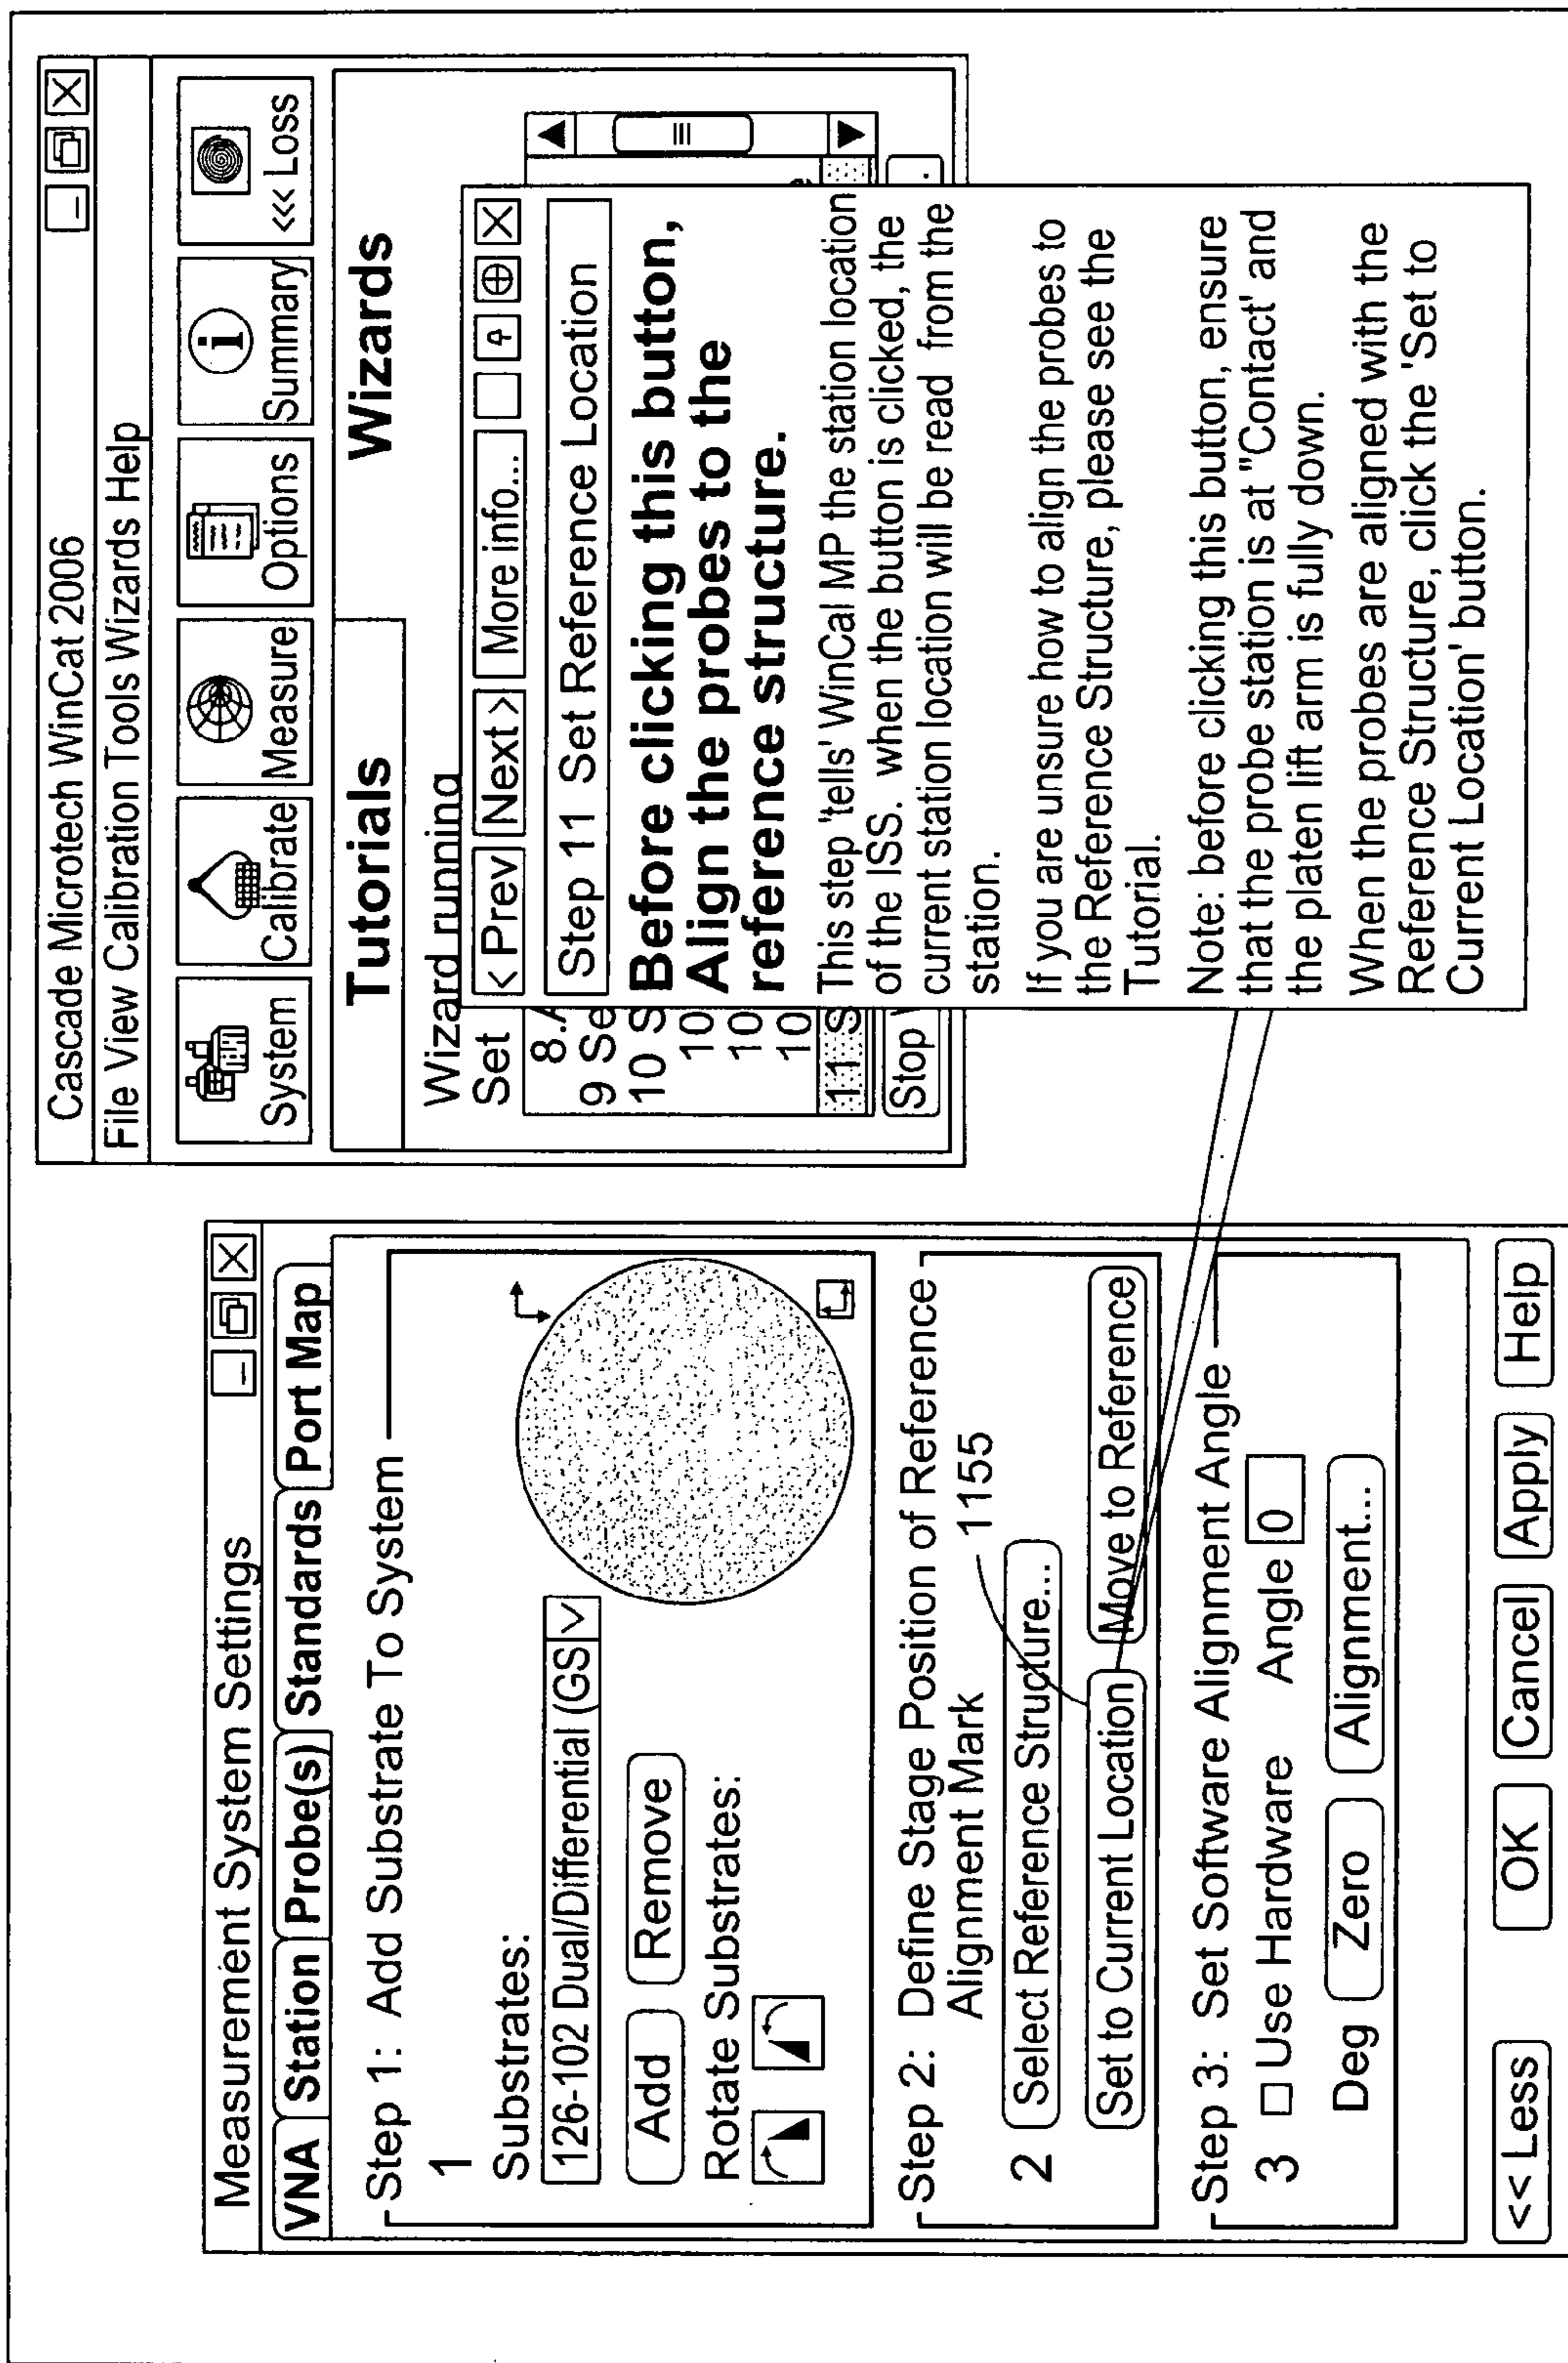 Measurement System Settings
VNA Station Probe(s) Standards Port Map
Step 1: Add Substrate To System
1
Substrates:
126-102 Dual/Differential (GS
Add Remove
Rotate Substrates:
Step 2: Define Stage Position of Reference
Alignment Mark
1155
2 Select Reference Structure...
Set to Current Location Move to Reference
Step 3: Set Software Alignment Angle
3 Use Hardware Angle 0
Deg Zero Alignment...
<< Less OK Cancel Apply Help
Cascade Microtech WinCat 2006
File View Calibration Tools Wizards Help
System Calibrate Measure Options Summary <<< Loss
Tutorials Wizards
Wizard running
Set
8.A
9 Se
10 S
10
10
10
11 S
Stop
< Prev Next > More info...
Step 11 Set Reference Location
Before clicking this button,
Align the probes to the
reference structure.
This step 'tells' WinCal MP the station location
of the ISS. when the button is clicked, the
current station location will be read from the
station.
If you are unsure how to align the probes to
the Reference Structure, please see the
Tutorial.
Note: before clicking this button, ensure
that the probe station is at "Contact' and
the platen lift arm is fully down.
When the probes are aligned with the
Reference Structure, click the 'Set to
Current Location' button.